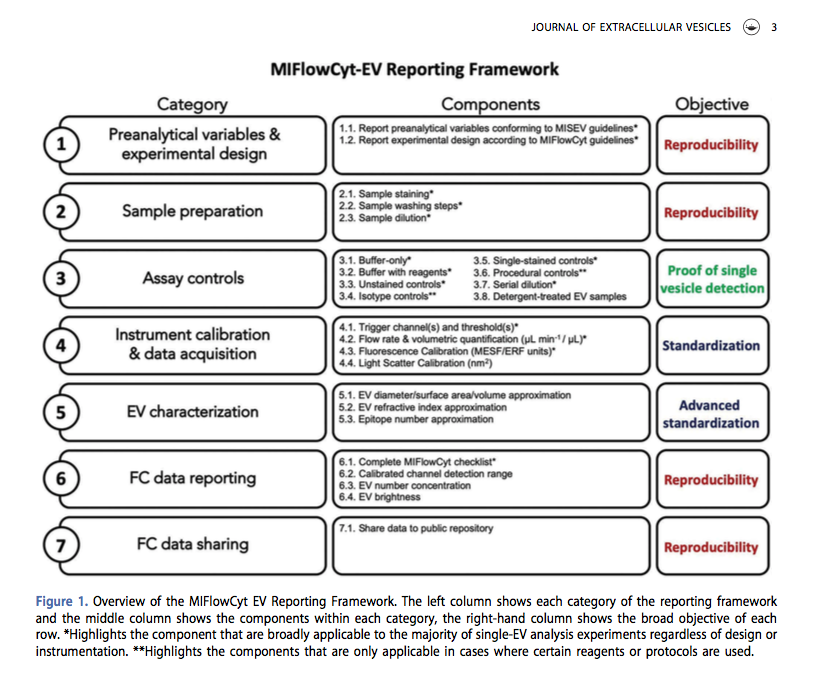 JOURNAL OF EXTRACELLULAR VESICLES 3
MIFlowCyt-EV Reporting Framework
Category Components Objective
1
Preanalytical variables &
experimental design
1.1. Report preanalytical variables conforming to MISEV guidelines*
1.2. Report experimental design according to MIFlowCyt guidelines*
Reproducibility
2
Sample preparation
2.1. Sample staining*
2.2. Sample washing steps*
2.3. Sample dilution*
Reproducibility
3
Assay controls
3.1. Buffer-only*
3.2. Buffer with reagents*
3.3. Unstained controls*
3.4. Isotype controls**
3.5. Single-stained controls*
3.6. Procedural controls**
3.7. Serial dilution*
3.8. Detergent-treated EV samples
Proof of single
vesicle detection
4
Instrument calibration
& data acquisition
4.1. Trigger channel(s) and threshold(s)*
4.2. Flow rate & volumetric quantification (µL min⁻¹ / µL)*
4.3. Fluorescence Calibration (MESF/ERF units)*
4.4. Light Scatter Calibration (nm²)
Standardization
5
EV characterization
5.1. EV diameter/surface area/volume approximation
5.2. EV refractive index approximation
5.3. Epitope number approximation
Advanced
standardization
6
FC data reporting
6.1. Complete MIFlowCyt checklist*
6.2. Calibrated channel detection range
6.3. EV number concentration
6.4. EV brightness
Reproducibility
7
FC data sharing
7.1. Share data to public repository
Reproducibility
Figure 1. Overview of the MIFlowCyt EV Reporting Framework. The left column shows each category of the reporting framework
and the middle column shows the components within each category, the right-hand column shows the broad objective of each
row. *Highlights the component that are broadly applicable to the majority of single-EV analysis experiments regardless of design or
instrumentation. **Highlights the components that are only applicable in cases where certain reagents or protocols are used.